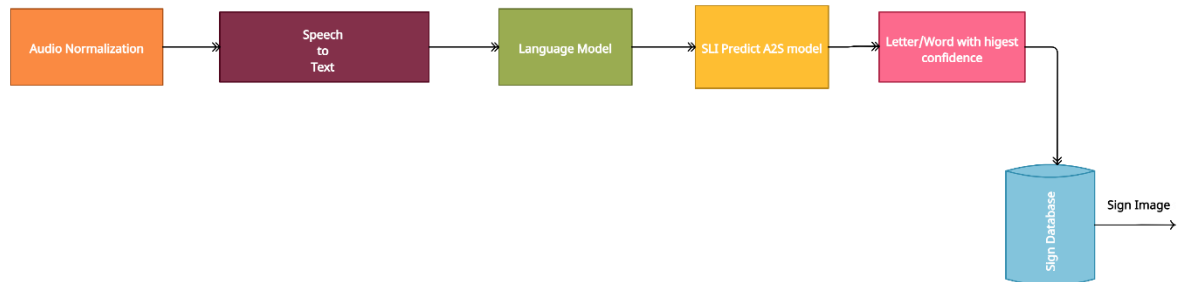 Audio Normalization
Speech
to
Text
Language Model
SLI Predict A2S model
Letter/Word with higest
confidence
Sign Database
Sign Image